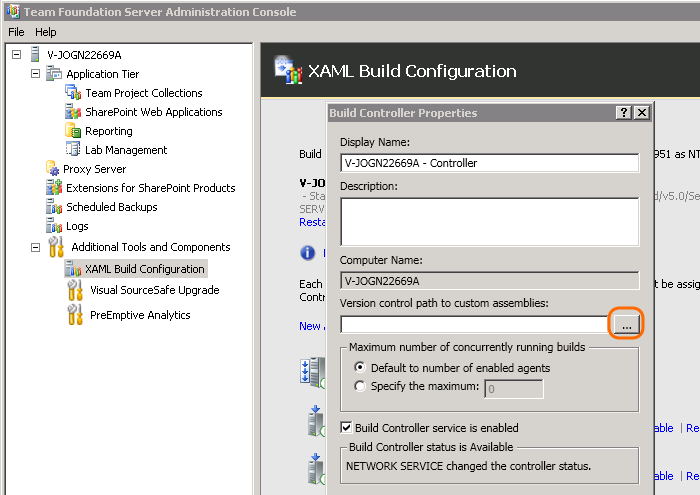 Team Foundation Server Administration Console
File Help
V-JOGN22669A
Application Tier
Team Project Collections
SharePoint Web Applications
Reporting
Lab Management
Proxy Server
Extensions for SharePoint Products
Scheduled Backups
Logs
Additional Tools and Components
XAML Build Configuration
Visual SourceSafe Upgrade
PreEmptive Analytics
XAML Build Configuration
Build
951 as NT
V-JO
- Sta
d/v5.0/Se
SERV
Resta
Each
t be assig
Contr
New A
able | Re
able | Re
Build Controller Properties
Display Name:
V-JOGN22669A - Controller
Description:
Computer Name:
V-JOGN22669A
Version control path to custom assemblies:
...
Maximum number of concurrently running builds
Default to number of enabled agents
Specify the maximum: 0
Build Controller service is enabled
Build Controller status is Available
NETWORK SERVICE changed the controller status.